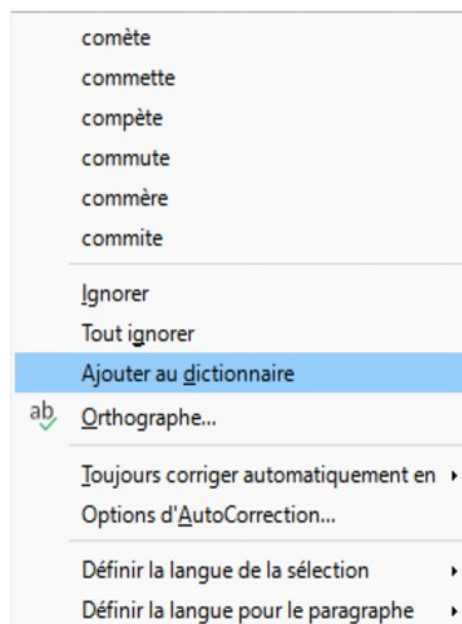 comète
commette
compète
commute
commère
commite
Ignorer
Tout ignorer
Ajouter au dictionnaire
ab Orthographe...
Toujours corriger automatiquement en
Options d'AutoCorrection...
Définir la langue de la sélection
Définir la langue pour le paragraphe